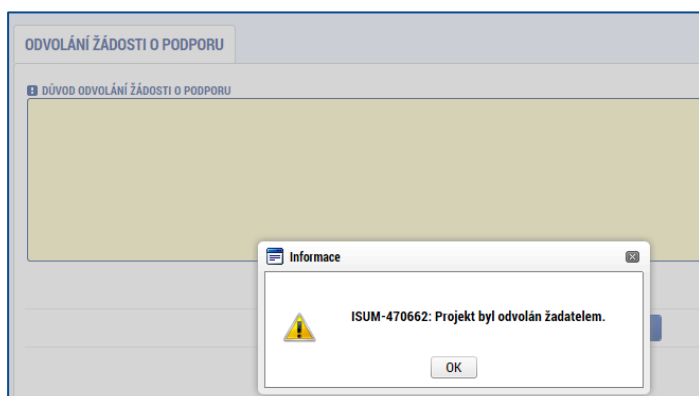 ODVOLÁNÍ ŽÁDOSTI O PODPORU
DŮVOD ODVOLÁNÍ ŽÁDOSTI O PODPORU
Informace
ISUM-470662: Projekt byl odvolán žadatelem.
OK